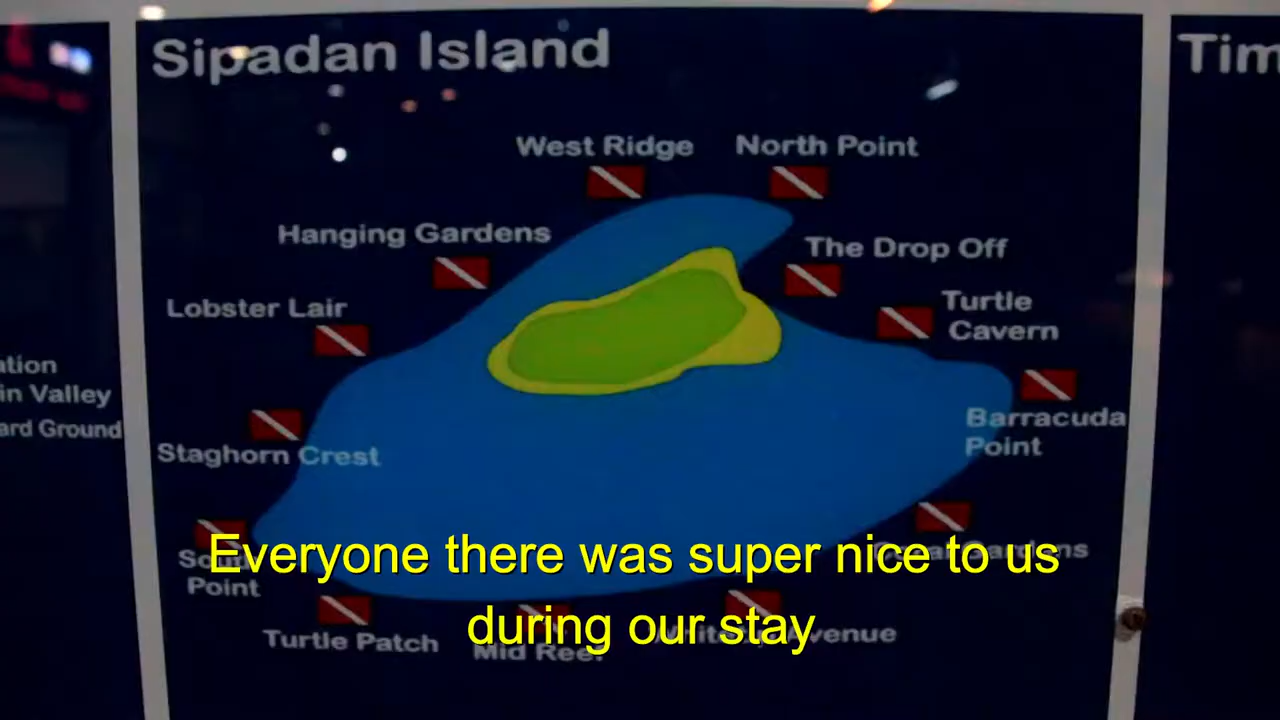 Sipadan Island
Tim
West Ridge
North Point
Hanging Gardens
The Drop Off
Lobster Lair
Turtle
Cavern
ation
in Valley
ard Ground
Barracuda
Point
Staghorn Crest
Point
Turtle Patch
Mid Reef
Avenue
Everyone there was super nice to us
during our stay